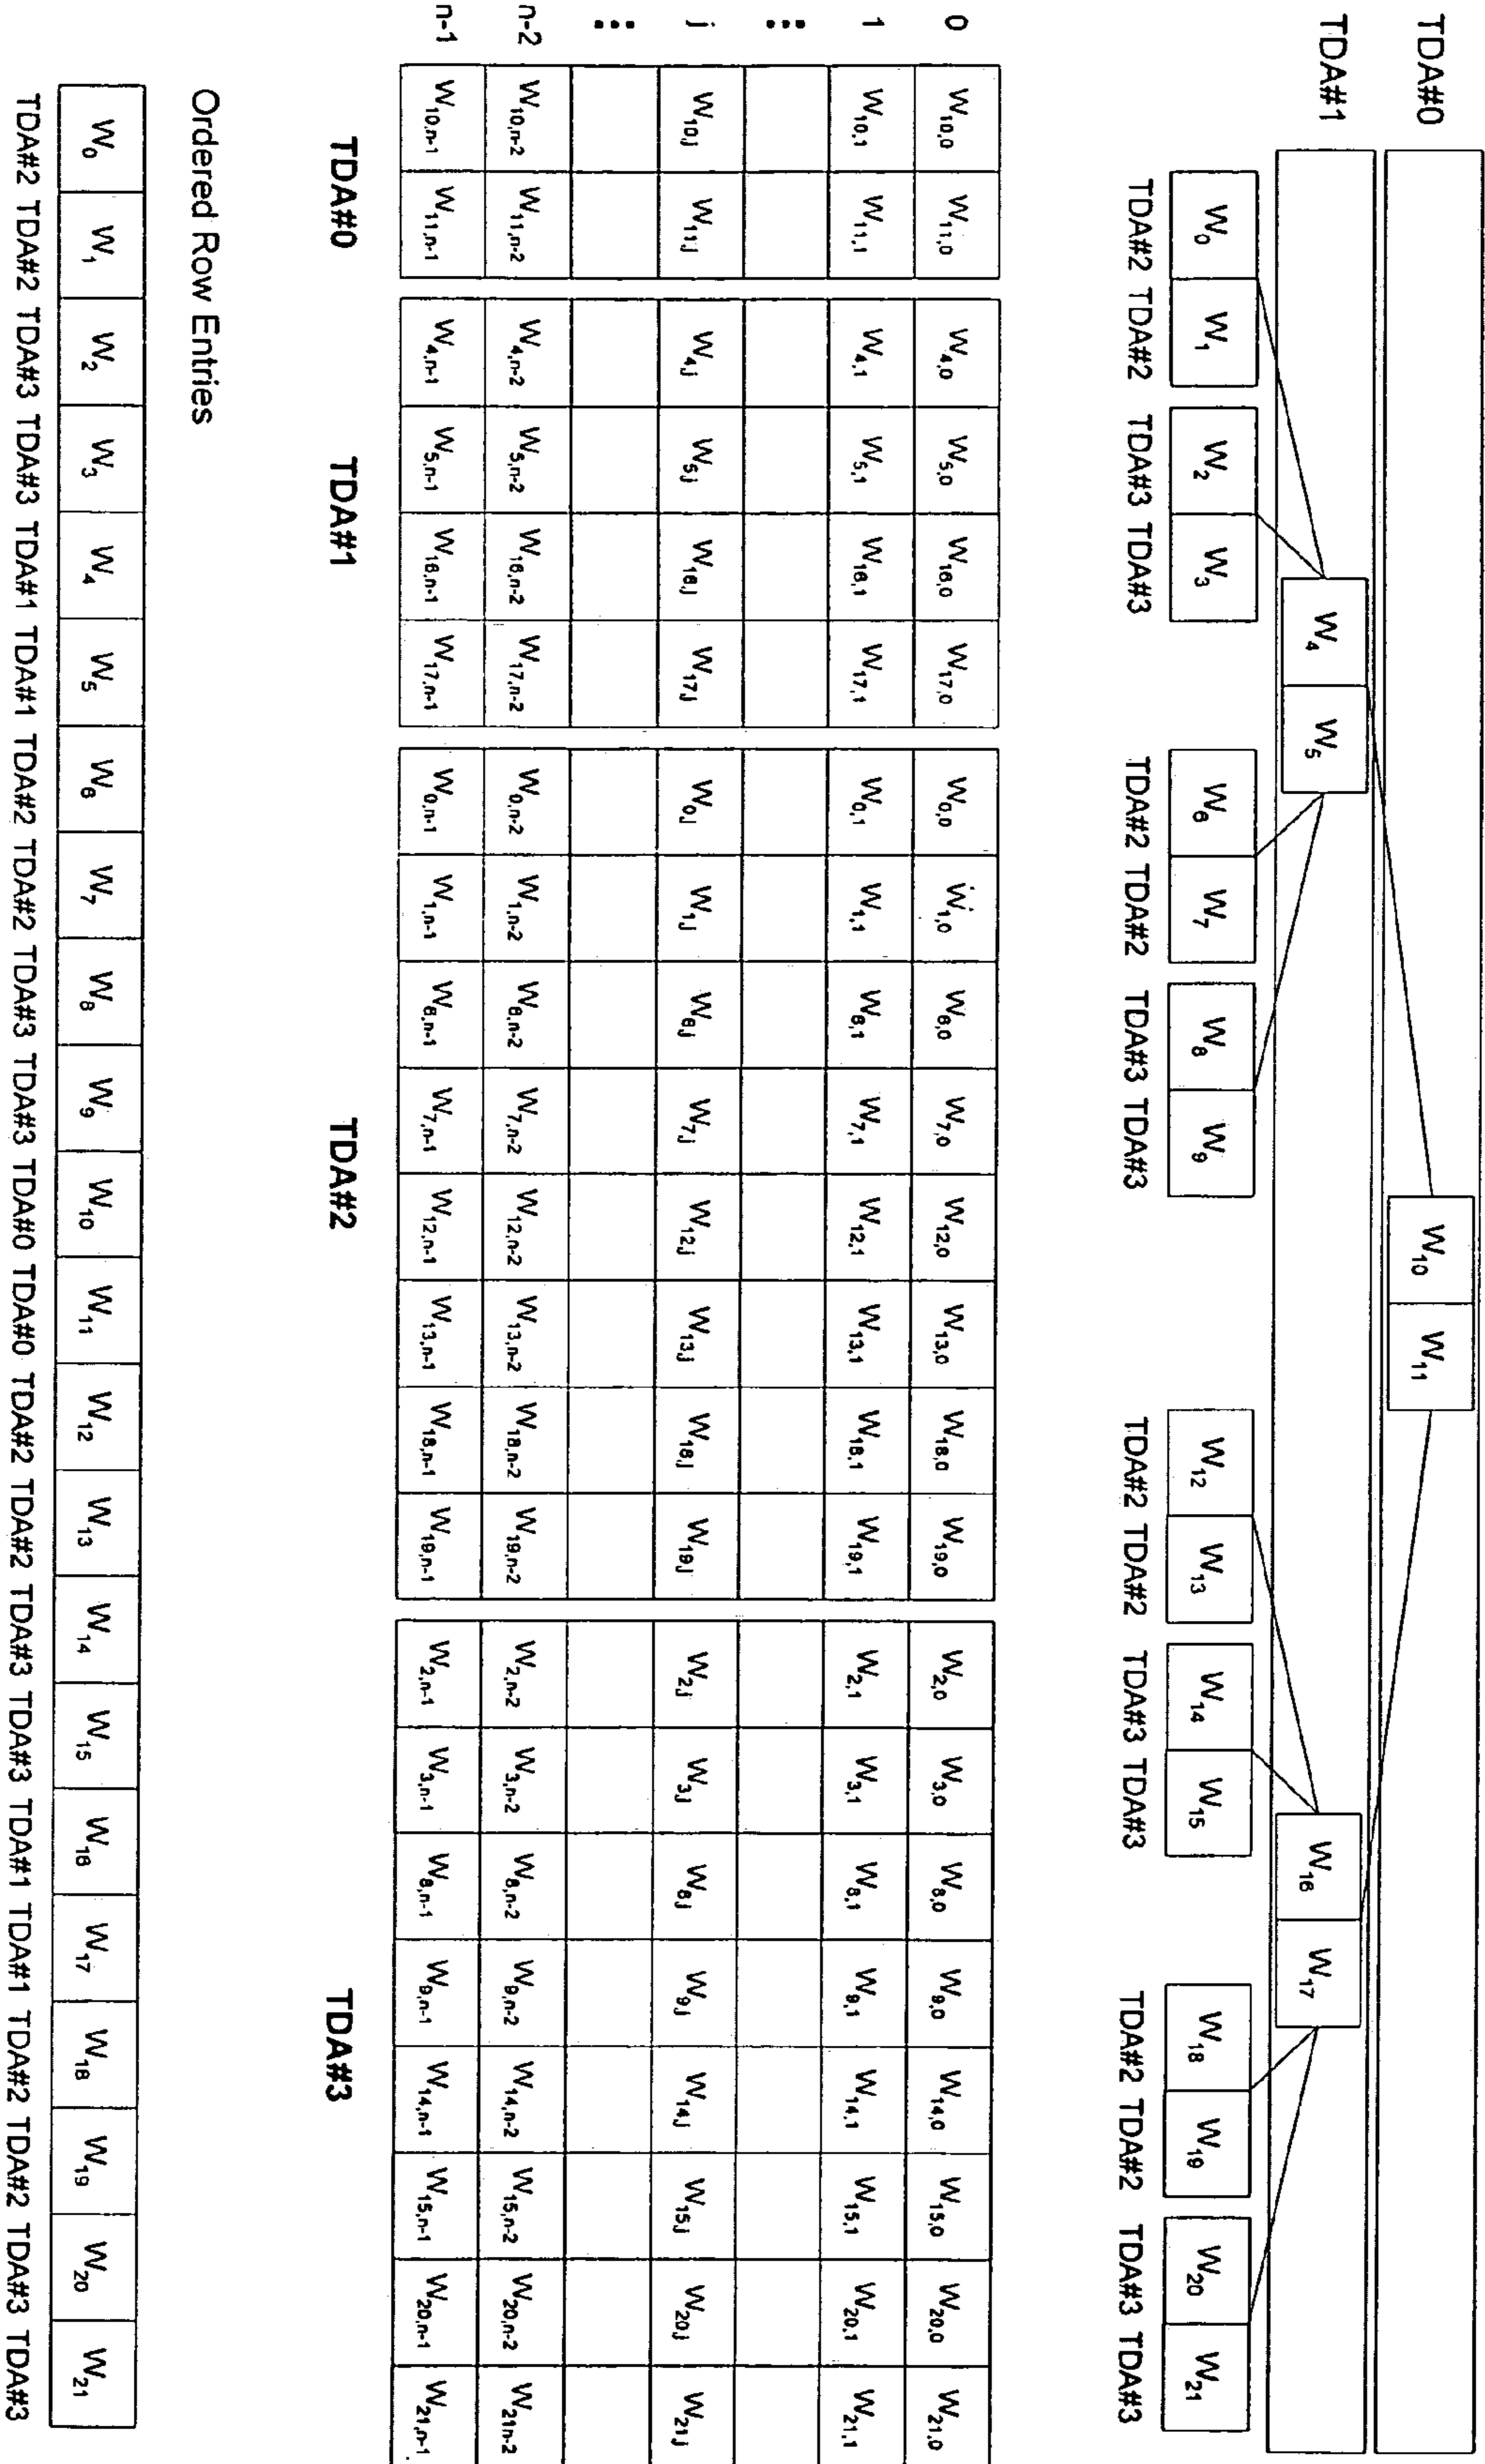 TDA#0
W10 W11
TDA#1
W4 W5 W16 W17
W0 W1 W2 W3 W6 W7 W8 W9 W12 W13 W14 W15 W18 W19 W20 W21
TDA#2 TDA#2 TDA#3 TDA#3 TDA#2 TDA#2 TDA#3 TDA#3 TDA#2 TDA#2 TDA#3 TDA#3 TDA#2 TDA#2 TDA#3 TDA#3
0 W10,0 W11,0 W4,0 W5,0 W16,0 W17,0 W0,0 W1,0 W6,0 W7,0 W12,0 W13,0 W18,0 W19,0 W2,0 W3,0 W8,0 W9,0 W14,0 W15,0 W20,0 W21,0
1 W10,1 W11,1 W4,1 W5,1 W16,1 W17,1 W0,1 W1,1 W6,1 W7,1 W12,1 W13,1 W18,1 W19,1 W2,1 W3,1 W8,1 W9,1 W14,1 W15,1 W20,1 W21,1
⋮
j W10,j W11,j W4,j W5,j W16,j W17,j W0,j W1,j W6,j W7,j W12,j W13,j W18,j W19,j W2,j W3,j W8,j W9,j W14,j W15,j W20,j W21,j
⋮
n-2 W10,n-2 W11,n-2 W4,n-2 W5,n-2 W16,n-2 W17,n-2 W0,n-2 W1,n-2 W6,n-2 W7,n-2 W12,n-2 W13,n-2 W18,n-2 W19,n-2 W2,n-2 W3,n-2 W8,n-2 W9,n-2 W14,n-2 W15,n-2 W20,n-2 W21n-2
n-1 W10,n-1 W11,n-1 W4,n-1 W5,n-1 W16,n-1 W17,n-1 W0,n-1 W1,n-1 W6,n-1 W7,n-1 W12,n-1 W13,n-1 W18,n-1 W19,n-1 W2,n-1 W3,n-1 W8,n-1 W9,n-1 W14,n-1 W15,n-1 W20,n-1 W21,n-1
TDA#0 TDA#1 TDA#2 TDA#3
Ordered Row Entries
W0 W1 W2 W3 W4 W5 W6 W7 W8 W9 W10 W11 W12 W13 W14 W15 W16 W17 W18 W19 W20 W21
TDA#2 TDA#2 TDA#3 TDA#3 TDA#1 TDA#1 TDA#2 TDA#2 TDA#3 TDA#3 TDA#0 TDA#0 TDA#2 TDA#2 TDA#3 TDA#3 TDA#1 TDA#1 TDA#2 TDA#2 TDA#3 TDA#3